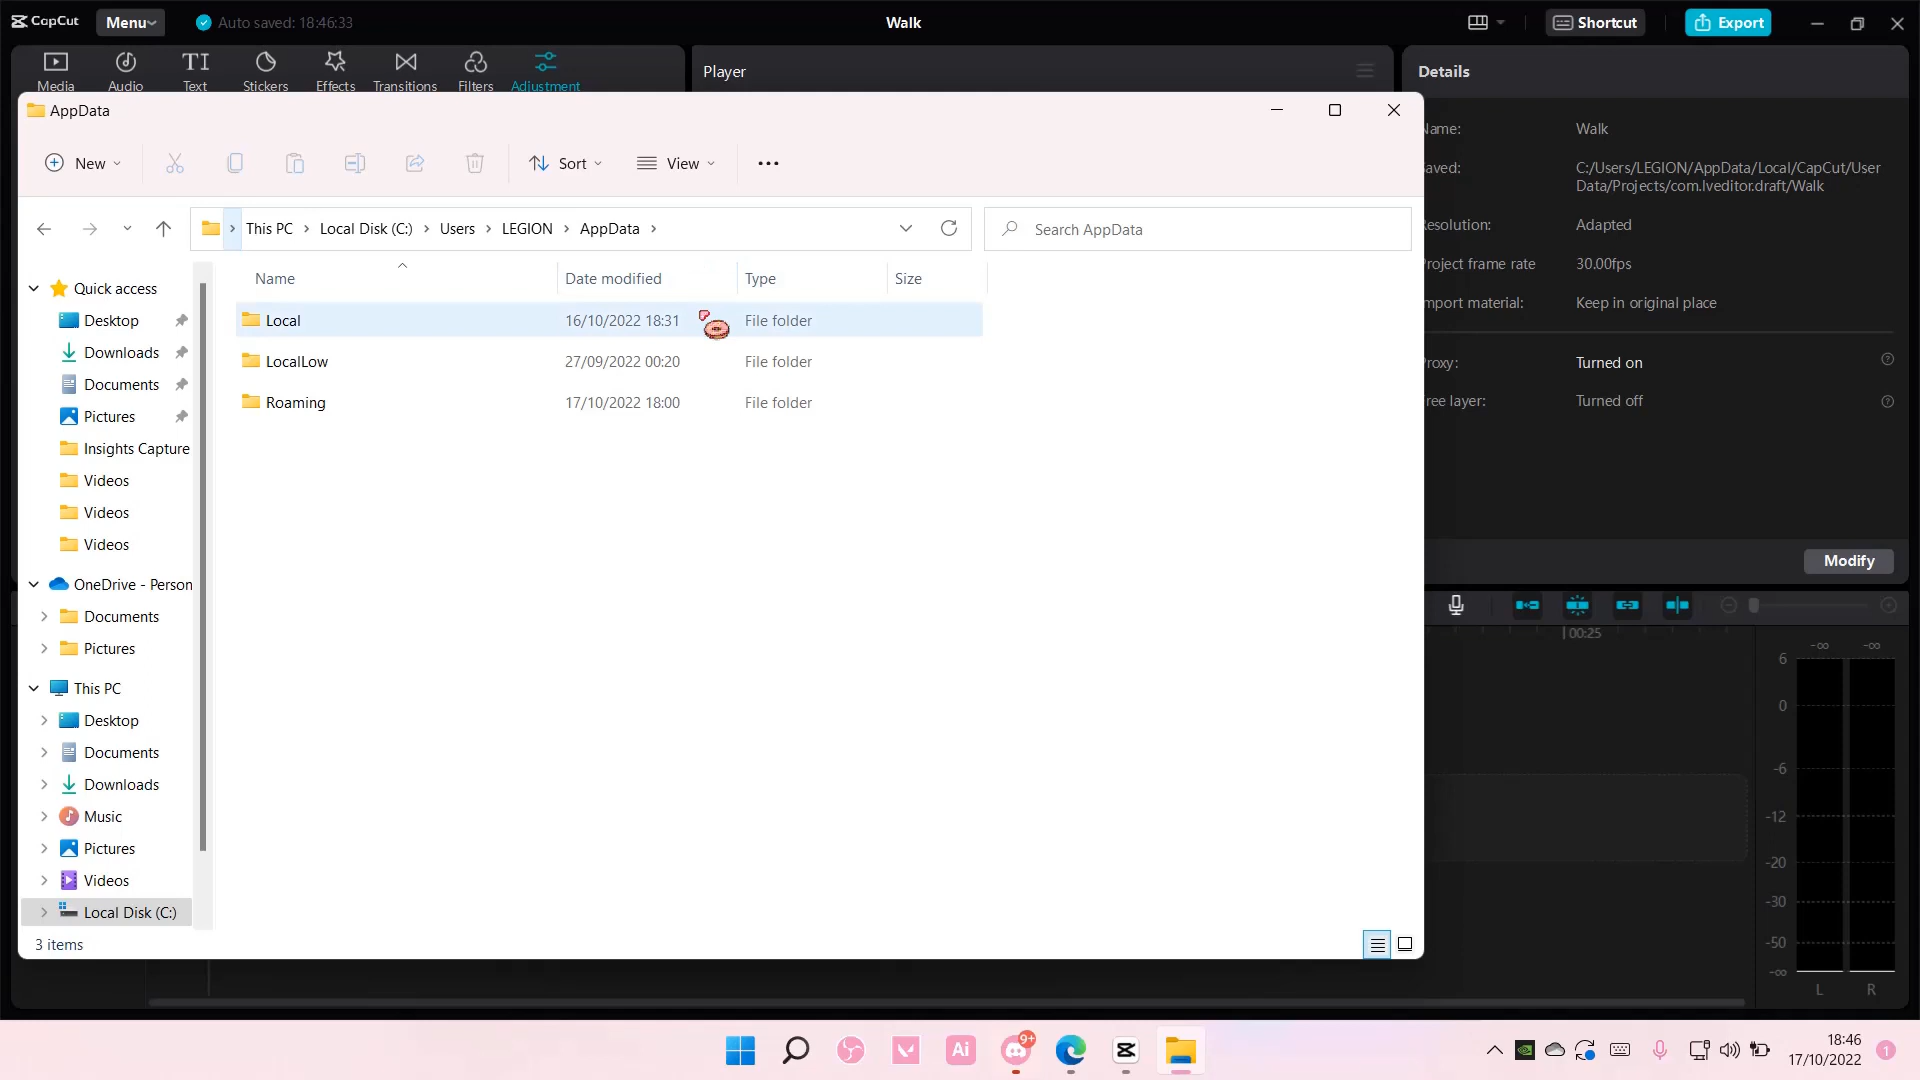 CapCut
Menu
Auto saved: 18:46:33
Walk
Shortcut
Export
Media
Audio
TI
Text
Stickers
Effects
Transitions
Filters
Adjustment
Player
Details
AppData
New
Sort
View
This PC
Local Disk (C:)
Users
LEGION
AppData
Search AppData
Name
Date modified
Type
Size
Local
16/10/2022 18:31
File folder
LocalLow
27/09/2022 00:20
File folder
Roaming
17/10/2022 18:00
File folder
Quick access
Desktop
Downloads
Documents
Pictures
Insights Capture
Videos
Videos
Videos
OneDrive - Person
Documents
Pictures
This PC
Desktop
Documents
Downloads
Music
Pictures
Videos
Local Disk (C:)
3 items
ame:
Walk
aved:
C:/Users/LEGION/AppData/Local/CapCut/User
Data/Projects/com.lveditor.draft/Walk
esolution:
Adapted
roject frame rate
30.00fps
mport material:
Keep in original place
roxy:
Turned on
ree layer:
Turned off
Modify
00:25
-∞ -∞
6
0
-6
-12
-20
-30
-50
-∞
L R
Ai
9+
18:46
17/10/2022
1